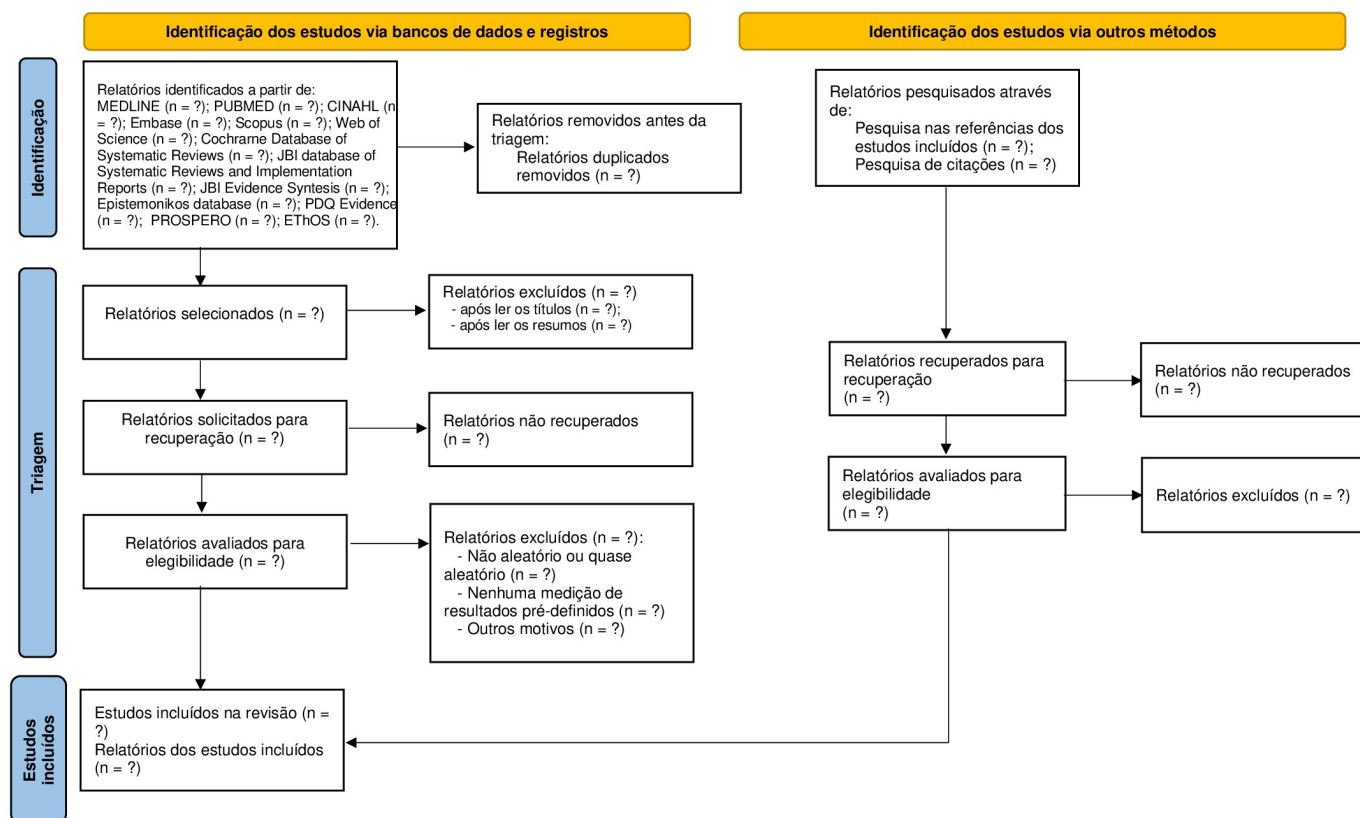 Identificação dos estudos via bancos de dados e registros
Identificação dos estudos via outros métodos
Identificação
Relatórios identificados a partir de:
MEDLINE (n = ?); PUBMED (n = ?); CINAHL (n
= ?); Embase (n = ?); Scopus (n = ?); Web of
Science (n = ?); Cochrarne Database of
Systematic Reviews (n = ?); JBI database of
Systematic Reviews and Implementation
Reports (n = ?); JBI Evidence Syntesis (n = ?);
Epistemonikos database (n = ?); PDQ Evidence
(n = ?); PROSPERO (n = ?); EThOS (n = ?).
Relatórios removidos antes da
triagem:
Relatórios duplicados
removidos (n = ?)
Relatórios pesquisados através
de:
Pesquisa nas referências dos
estudos incluídos (n = ?);
Pesquisa de citações (n = ?)
Triagem
Relatórios selecionados (n = ?)
Relatórios excluídos (n = ?)
- após ler os títulos (n = ?);
- após ler os resumos (n = ?)
Relatórios solicitados para
recuperação (n = ?)
Relatórios não recuperados
(n = ?)
Relatórios recuperados para
recuperação
(n = ?)
Relatórios não recuperados
(n = ?)
Relatórios avaliados para
elegibilidade (n = ?)
Relatórios excluídos (n = ?):
- Não aleatório ou quase
aleatório (n = ?)
- Nenhuma medição de
resultados pré-definidos (n = ?)
- Outros motivos (n = ?)
Relatórios avaliados para
elegibilidade
(n = ?)
Relatórios excluídos (n = ?)
Estudos
incluídos
Estudos incluídos na revisão (n =
?)
Relatórios dos estudos incluídos
(n = ?)